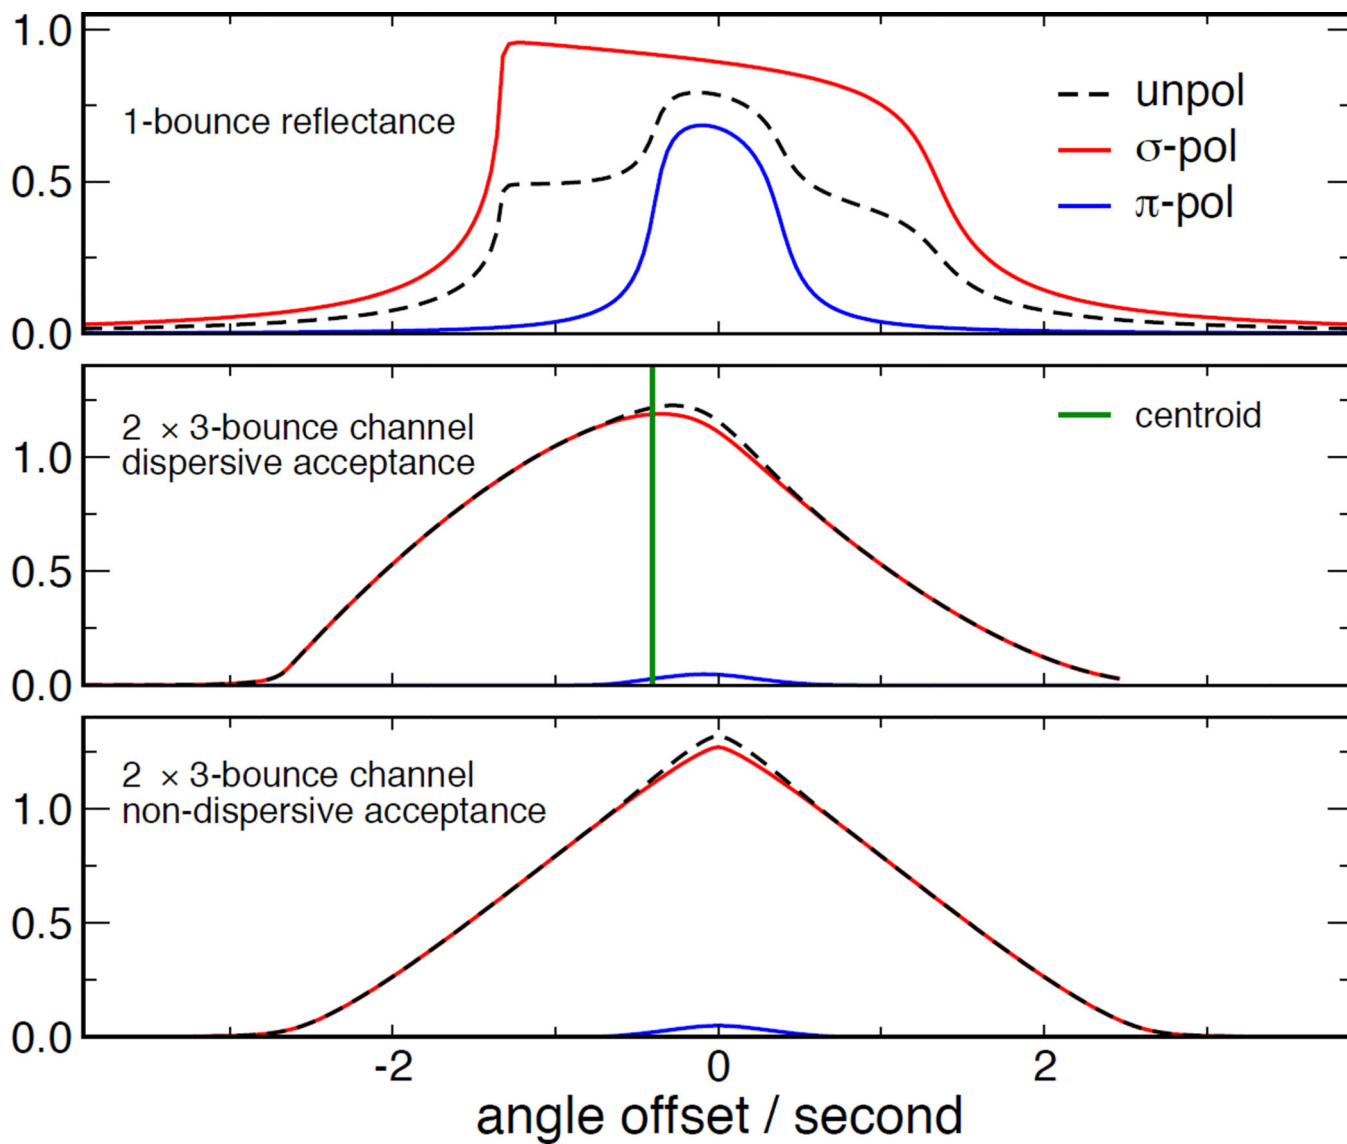 1.0
0.5
0.0
1-bounce reflectance
unpol
σ-pol
π-pol
1.0
0.5
0.0
2 × 3-bounce channel
dispersive acceptance
centroid
1.0
0.5
0.0
2 × 3-bounce channel
non-dispersive acceptance
-2 0 2
angle offset / second